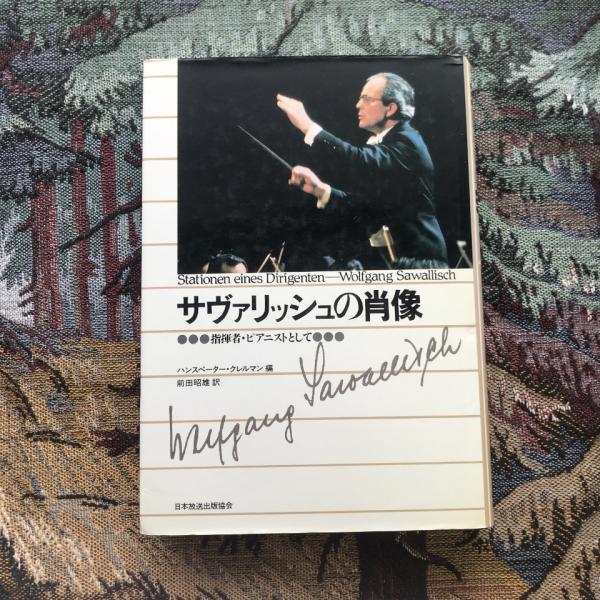 Stationen eines Dirigenten—Wolfgang Sawallisch
サヴァリッシュの肖像
●●●指揮者・ピアニストとして●●●
ハンスペーター・クレルマン 編
前田昭雄 訳
Wolfgang Sawallisch
日本放送出版協会